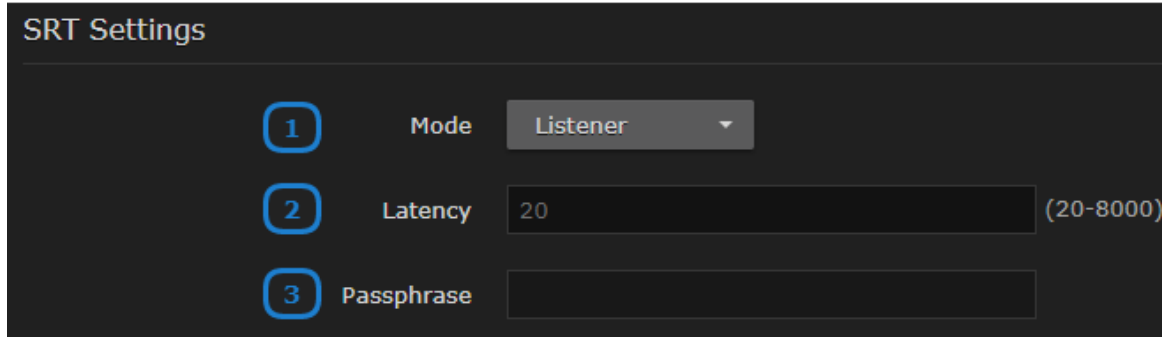 SRT Settings
1 Mode Listener
2 Latency 20 (20-8000)
3 Passphrase